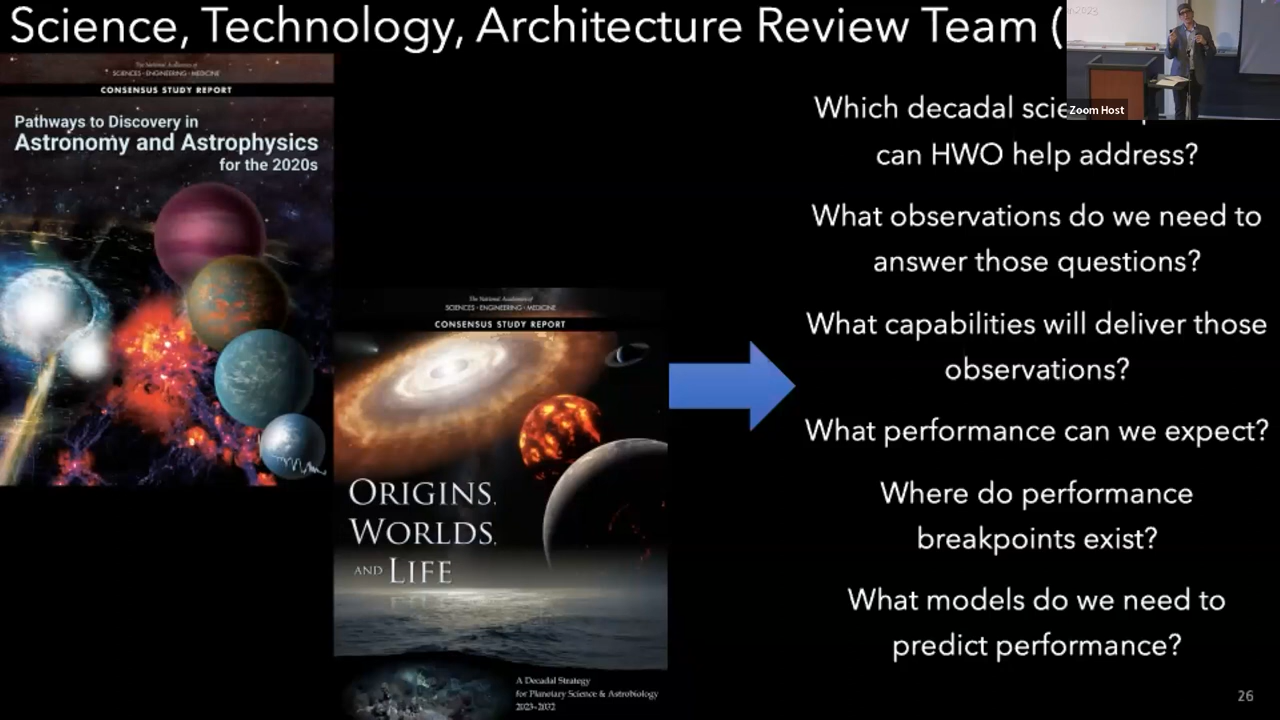 Science, Technology, Architecture Review Team (
The National Academies of
SCIENCES · ENGINEERING · MEDICINE
CONSENSUS STUDY REPORT
Pathways to Discovery in
Astronomy and Astrophysics
for the 2020s
The National Academies of
SCIENCES · ENGINEERING · MEDICINE
CONSENSUS STUDY REPORT
ORIGINS,
WORLDS,
AND LIFE
A Decadal Strategy
for Planetary Science & Astrobiology
2023–2032
Zoom Host
Which decadal
can HWO help address?
What observations do we need to
answer those questions?
What capabilities will deliver those
observations?
What performance can we expect?
Where do performance
breakpoints exist?
What models do we need to
predict performance?
26